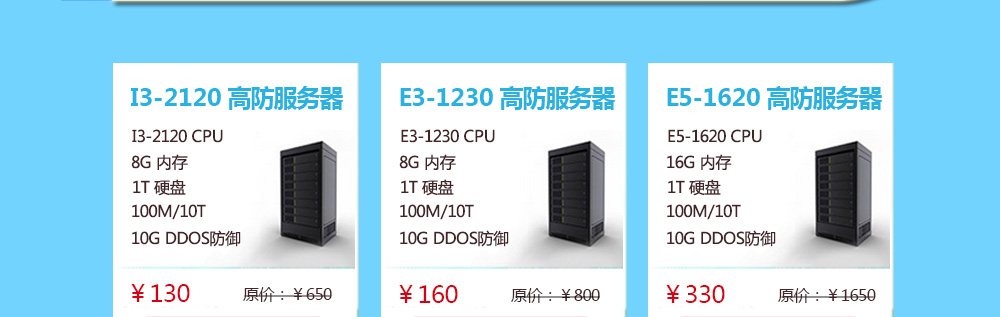 I3-2120 高防服务器
I3-2120 CPU
8G 内存
1T 硬盘
100M/10T
10G DDOS防御
¥130
原价：¥650
E3-1230 高防服务器
E3-1230 CPU
8G 内存
1T 硬盘
100M/10T
10G DDOS防御
¥160
原价：¥800
E5-1620 高防服务器
E5-1620 CPU
16G 内存
1T 硬盘
100M/10T
10G DDOS防御
¥330
原价：¥1650